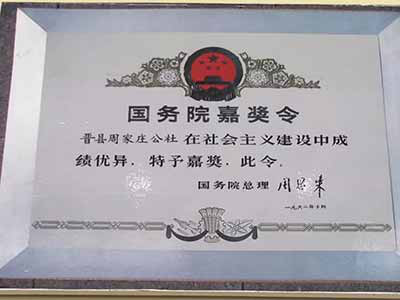 国务院嘉奖令
晋县周家庄公社在社会主义建设中成
绩优异，特予嘉奖，此令。
国务院总理 周恩来